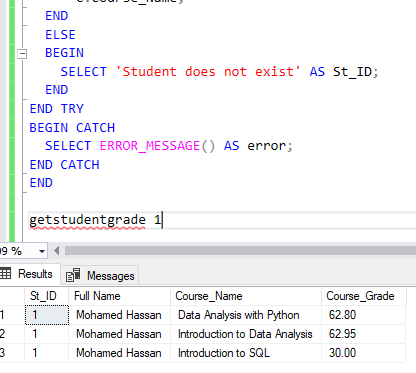 END
ELSE
BEGIN
SELECT 'Student does not exist' AS St_ID;
END
END TRY
BEGIN CATCH
SELECT ERROR_MESSAGE() AS error;
END CATCH
END
getstudentgrade 1
Results Messages
St_ID Full Name Course_Name Course_Grade
1 1 Mohamed Hassan Data Analysis with Python 62.80
2 1 Mohamed Hassan Introduction to Data Analysis 62.95
3 1 Mohamed Hassan Introduction to SQL 30.00